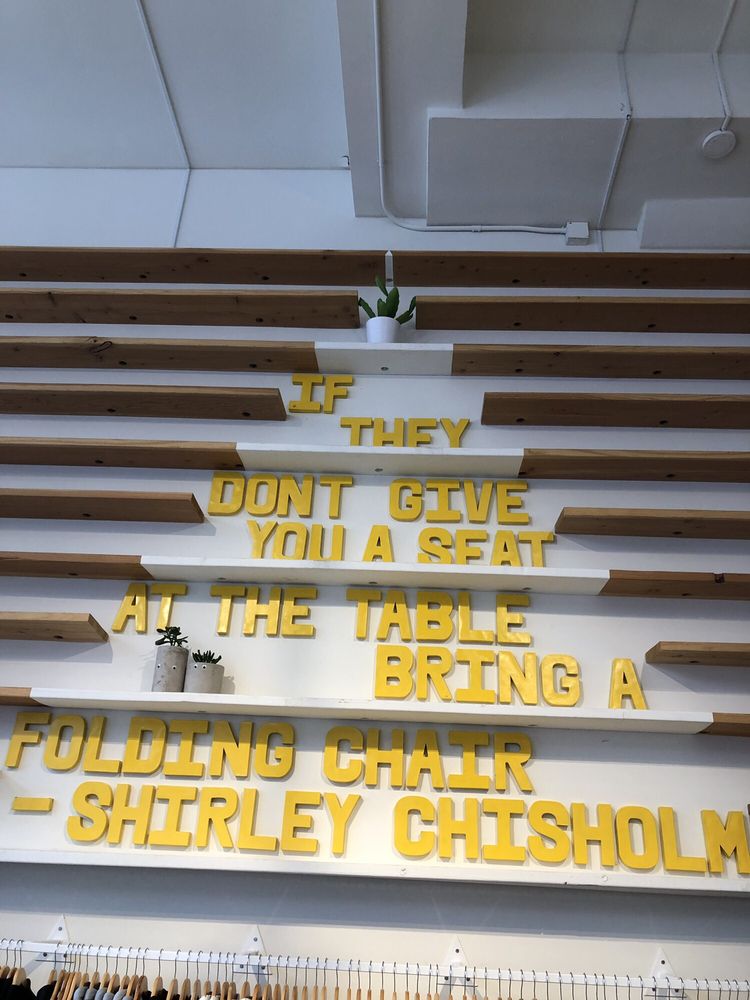 IF
THEY
DONT GIVE
YOU A SEAT
AT THE TABLE
BRING A
FOLDING CHAIR
- SHIRLEY CHISHOLM